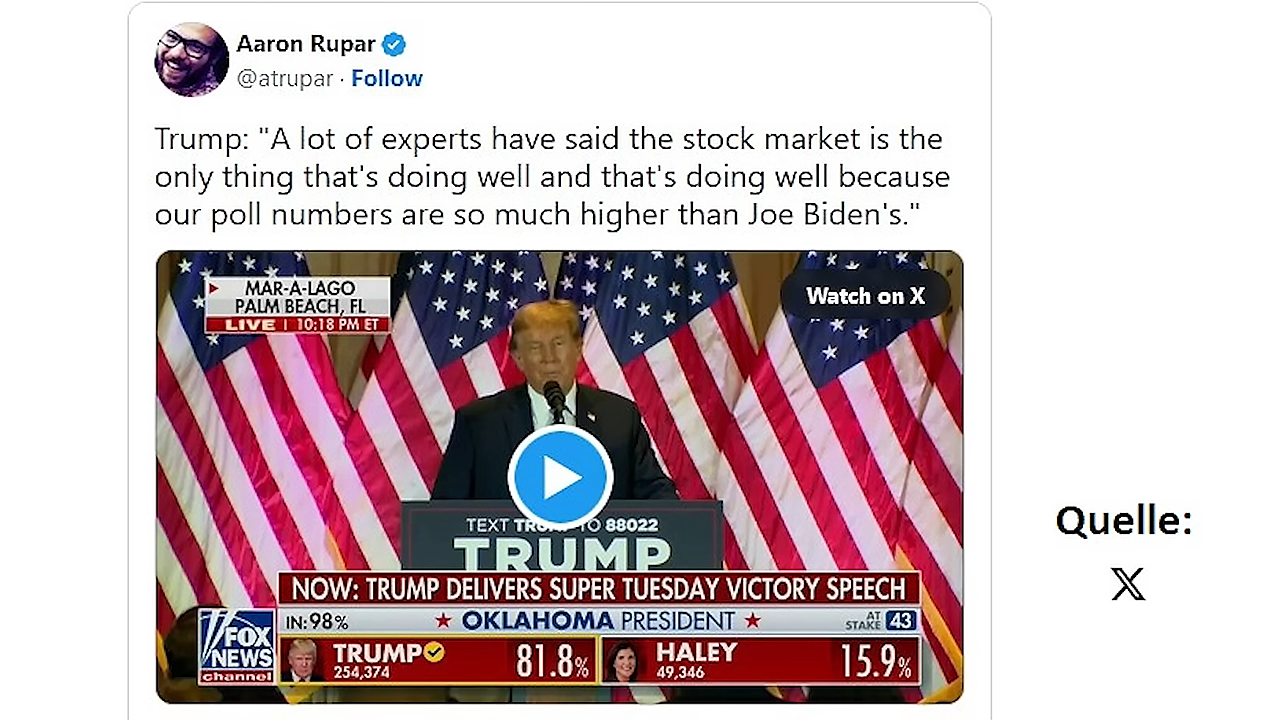 Aaron Rupar
@atrupar · Follow
Trump: "A lot of experts have said the stock market is the
only thing that's doing well and that's doing well because
our poll numbers are so much higher than Joe Biden's."
MAR-A-LAGO
PALM BEACH, FL
LIVE | 10:18 PM ET
Watch on X
TEXT TRUMP TO 88022
TRUMP
NOW: TRUMP DELIVERS SUPER TUESDAY VICTORY SPEECH
IN: 98% ★ OKLAHOMA PRESIDENT ★ AT STAKE 43
FOX
NEWS
channel
TRUMP 81.8%
254,374
HALEY 15.9%
49,346
Quelle:
X